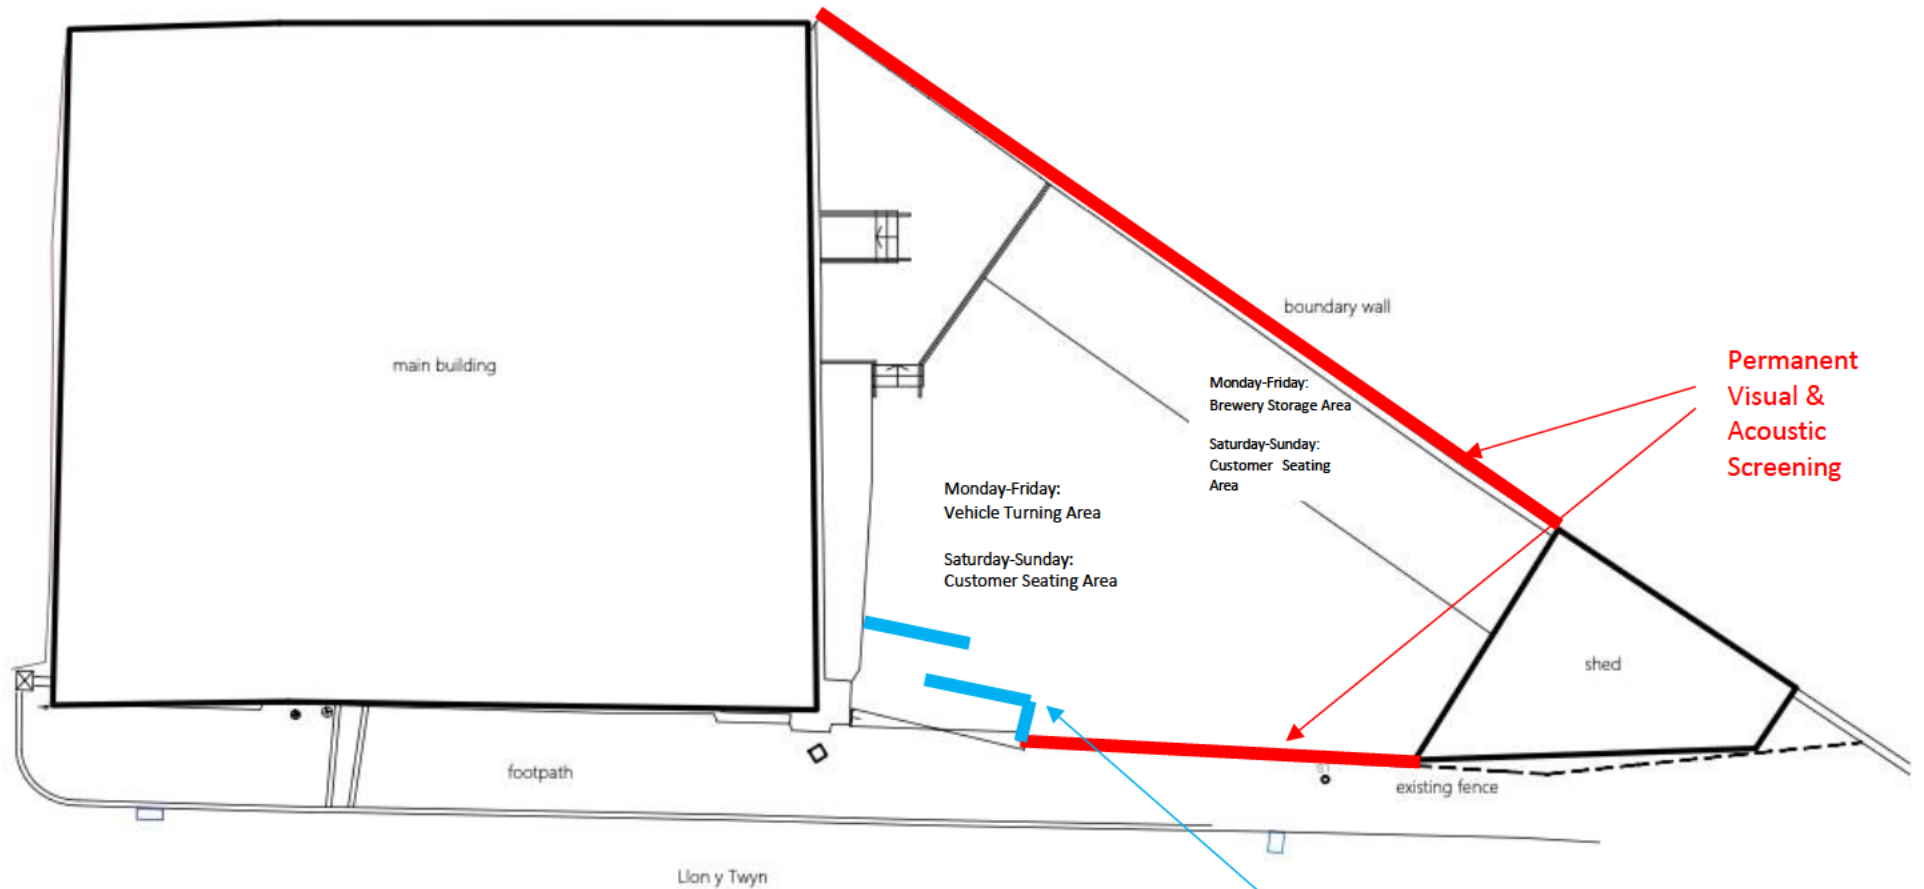 boundary wall
Permanent
Visual &
Acoustic
Screening
main building
Monday-Friday:
Brewery Storage Area
Saturday-Sunday:
Customer Seating
Area
Monday-Friday:
Vehicle Turning Area
Saturday-Sunday:
Customer Seating Area
shed
footpath
existing fence
Llon y Twyn